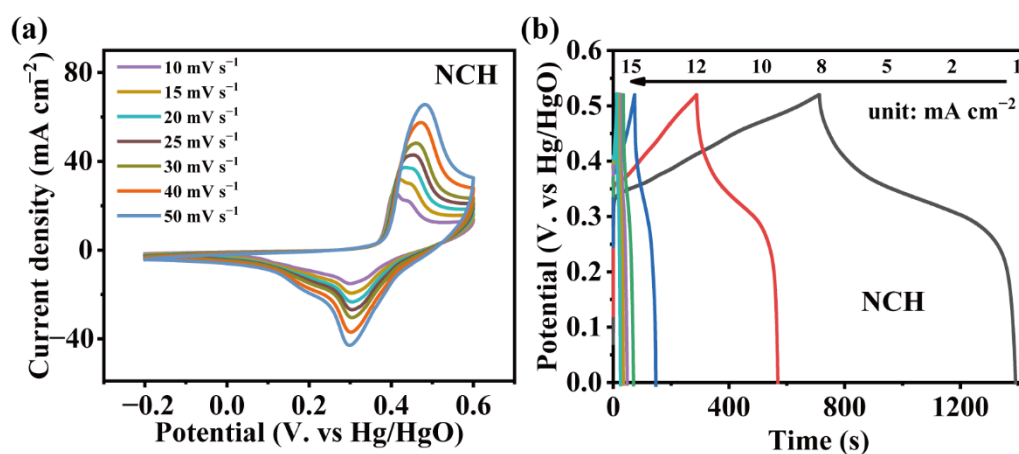 (a)
Current density (mA cm⁻²)
80
40
0
−40
10 mV s⁻¹
15 mV s⁻¹
20 mV s⁻¹
25 mV s⁻¹
30 mV s⁻¹
40 mV s⁻¹
50 mV s⁻¹
NCH
−0.2 0.0 0.2 0.4 0.6
Potential (V. vs Hg/HgO)
(b)
Potential (V. vs Hg/HgO)
0.6
0.5
0.4
0.3
0.2
0.1
0.0
15 12 10 8 5 2 1
unit: mA cm⁻²
NCH
0 400 800 1200
Time (s)